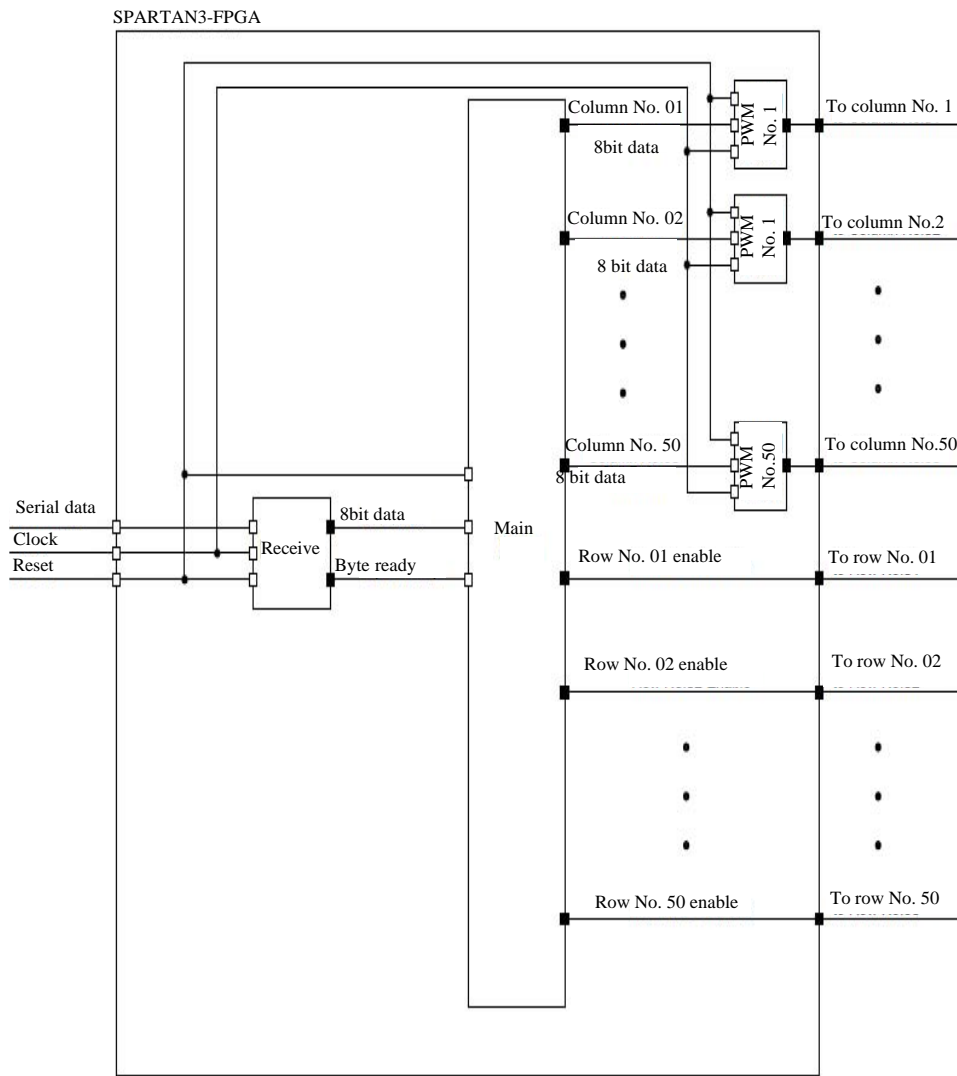 SPARTAN3-FPGA
Column No. 01
8bit data
PWM
No. 1
To column No. 1
Column No. 02
8 bit data
PWM
No. 1
To column No.2
Column No. 50
8 bit data
PWM
No.50
To column No.50
Serial data
Clock
Reset
Receive
8bit data
Byte ready
Main
Row No. 01 enable
To row No. 01
Row No. 02 enable
To row No. 02
Row No. 50 enable
To row No. 50